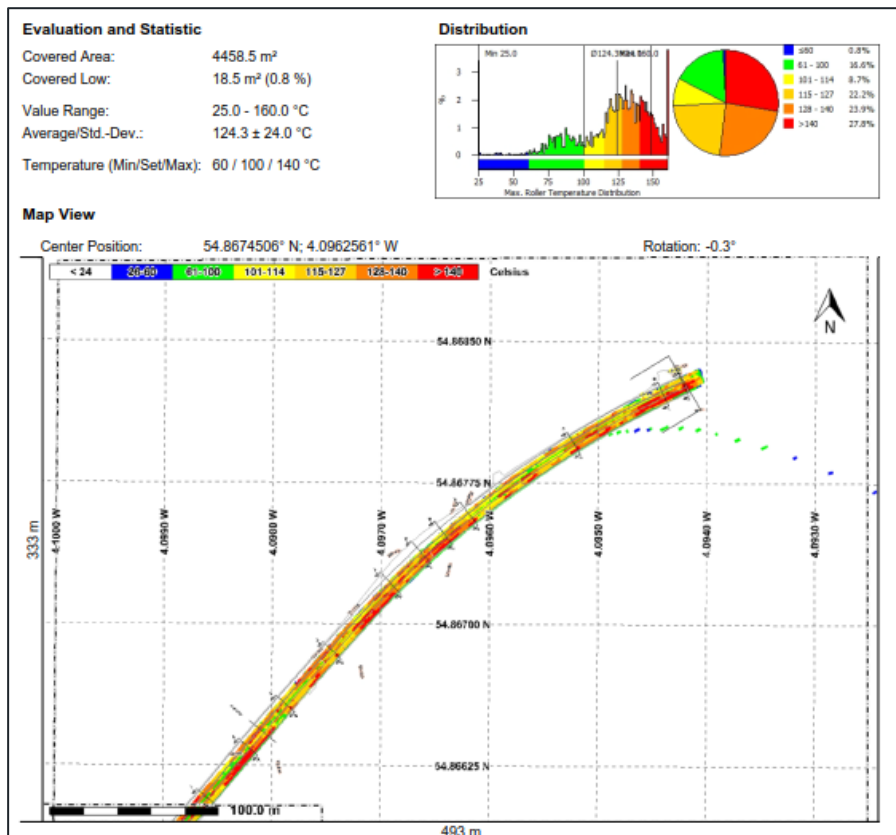 Evaluation and Statistic
Covered Area: 4458.5 m²
Covered Low: 18.5 m² (0.8 %)
Value Range: 25.0 - 160.0 °C
Average/Std.-Dev.: 124.3 ± 24.0 °C
Temperature (Min/Set/Max): 60 / 100 / 140 °C
Distribution
Min 25.0
Ø124.3
%
3
2
1
0
25 50 75 100 125 150
Max. Roller Temperature Distribution
≤60 0.8%
61 - 100 16.6%
101 - 114 8.7%
115 - 127 22.2%
128 - 140 23.9%
>140 27.8%
Map View
Center Position: 54.8674506° N; 4.0962561° W Rotation: -0.3°
< 24 61-100 101-114 115-127 128-140 > 140 Celsius
N
54.86850 N
54.86775 N
4.1000 W
4.0990 W
4.0980 W
4.0970 W
4.0960 W
4.0950 W
4.0940 W
4.0930 W
333 m
54.86700 N
54.86625 N
100.0 m
493 m